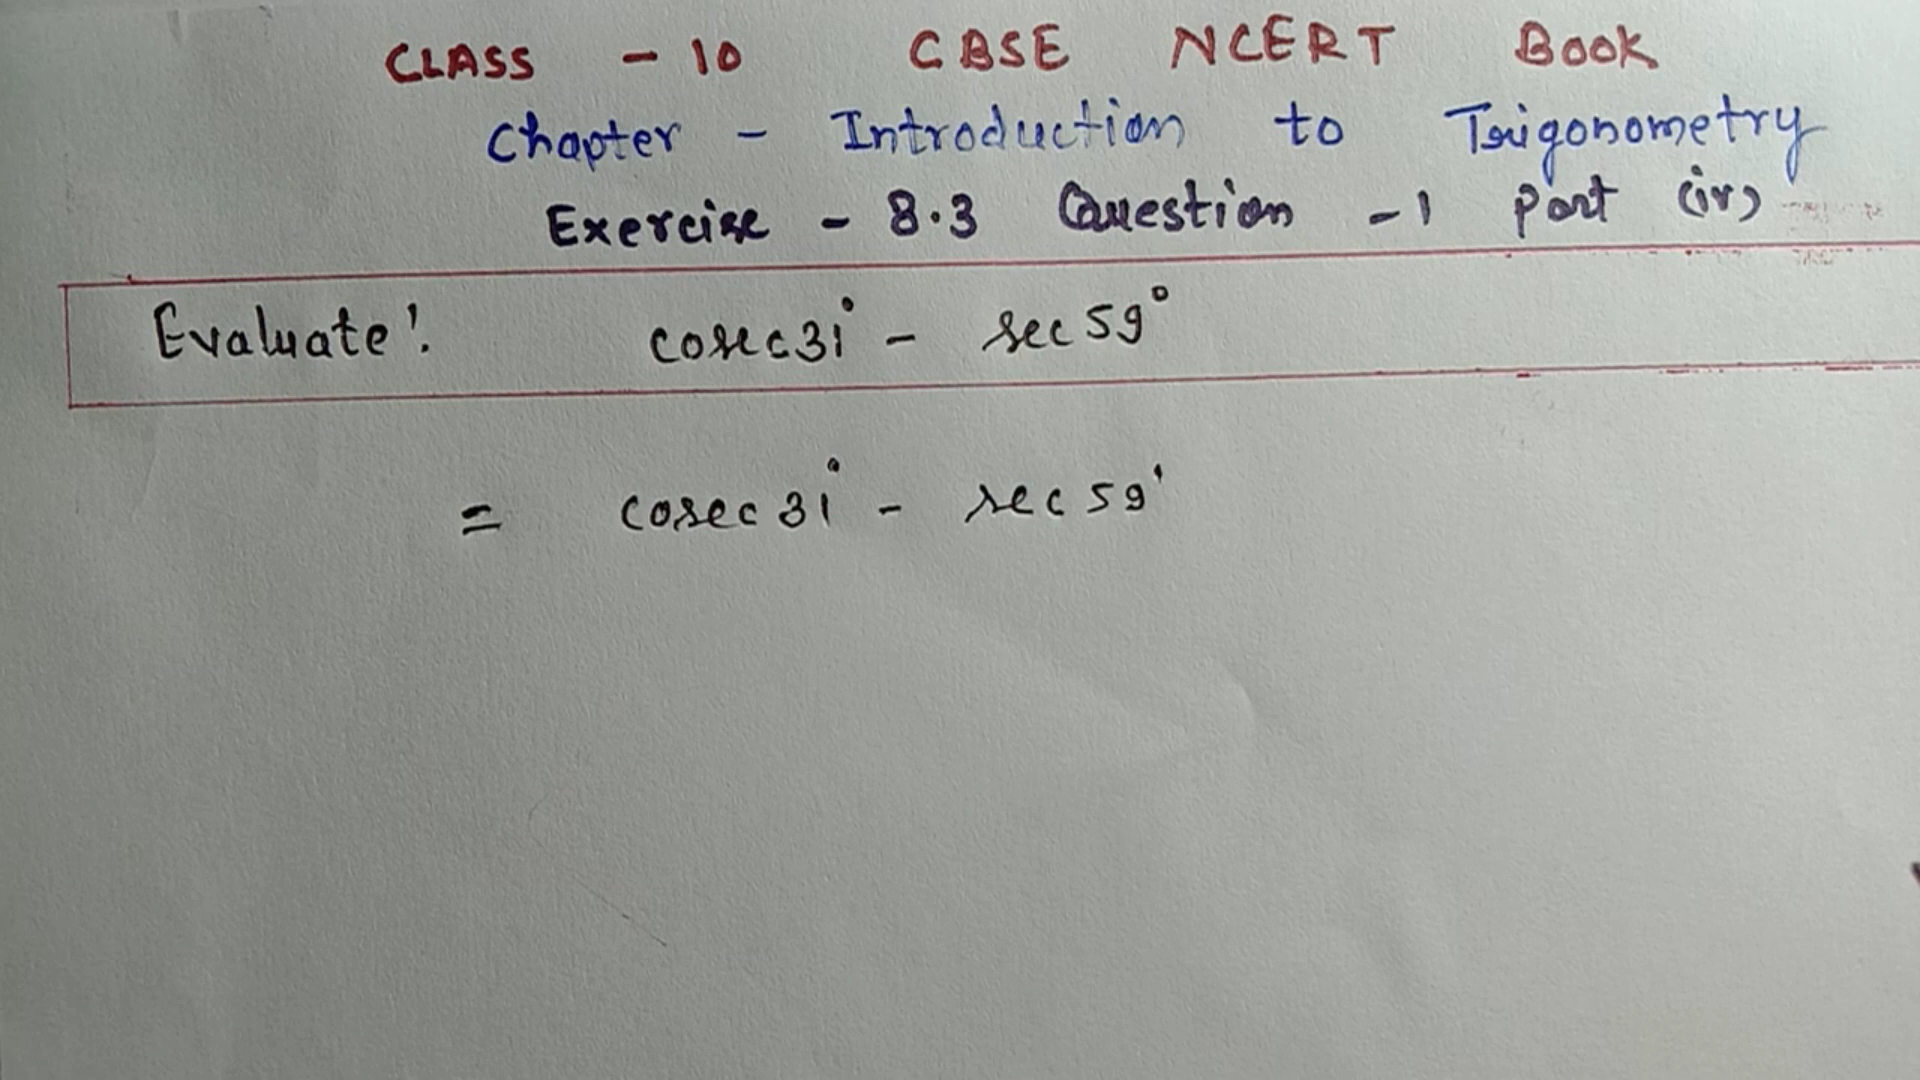 CLASS - 10 CBSE NCERT Book
Chapter - Introduction to Trigonometry
Exercise - 8.3 Question - 1 Part (iv)
Evaluate! cosec31° - sec59°
= cosec31° - sec59°